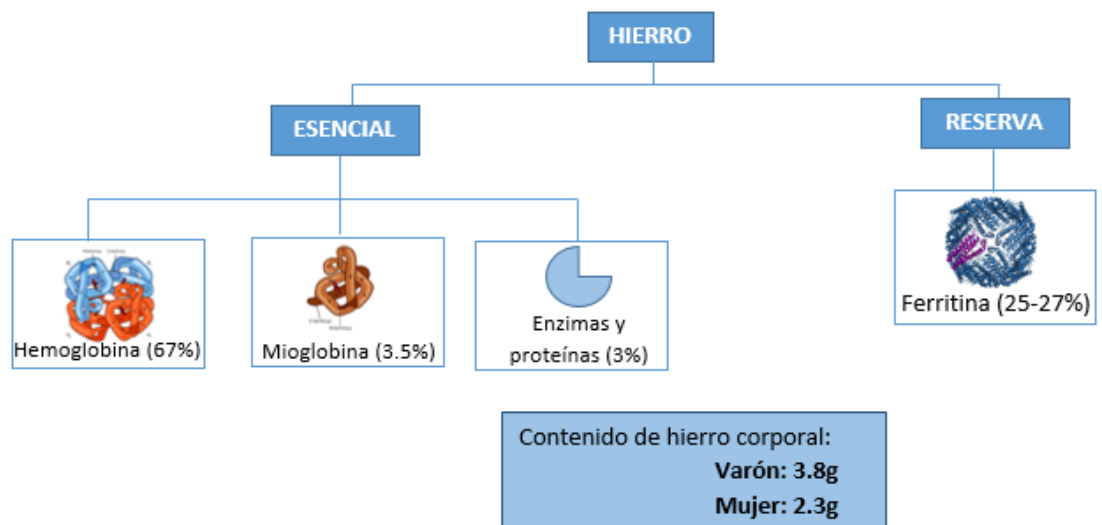 HIERRO
ESENCIAL
RESERVA
Hemoglobina (67%)
Mioglobina (3.5%)
Enzimas y
proteínas (3%)
Ferritina (25-27%)
Contenido de hierro corporal:
Varón: 3.8g
Mujer: 2.3g